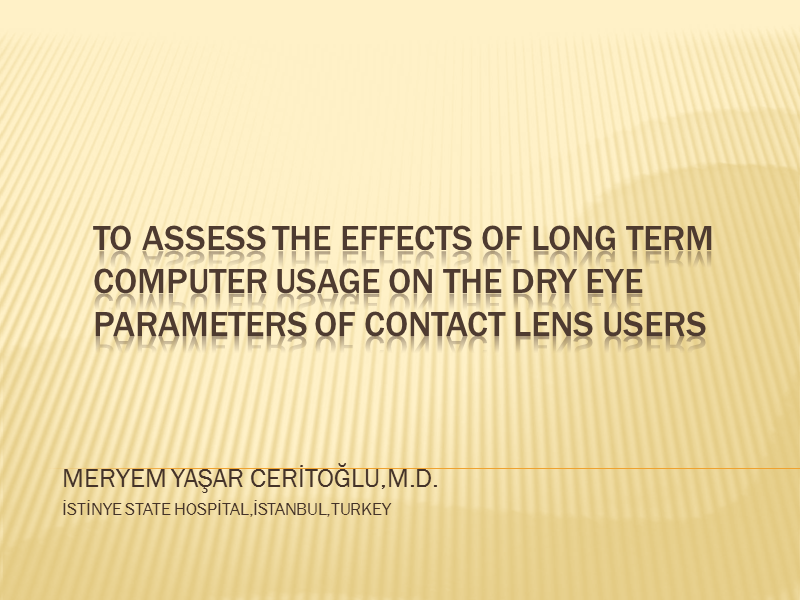 TO ASSESS THE EFFECTS OF LONG TERM
COMPUTER USAGE ON THE DRY EYE
PARAMETERS OF CONTACT LENS USERS
MERYEM YAŞAR CERİTOĞLU,M.D.
İSTİNYE STATE HOSPİTAL,İSTANBUL,TURKEY